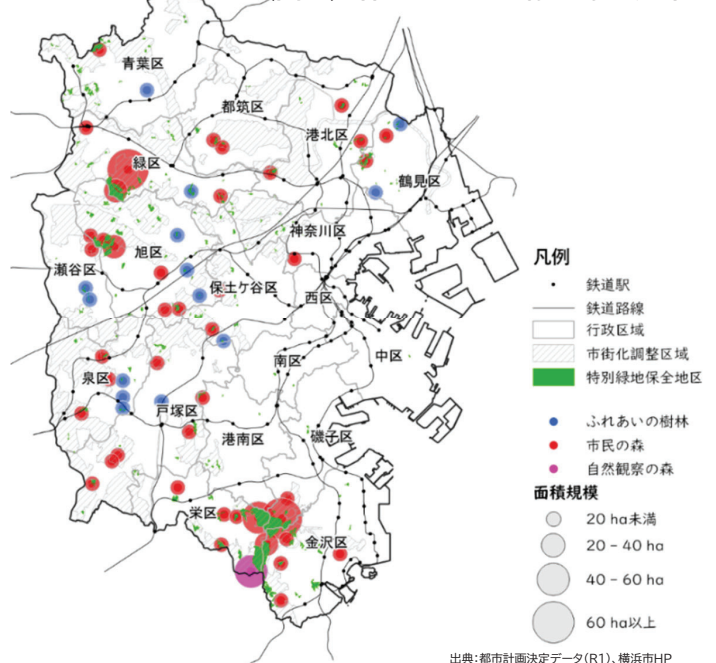 青葉区
都筑区
港北区
緑区
鶴見区
神奈川区
旭区
瀬谷区
保土ケ谷区
西区
中区
南区
泉区
戸塚区
港南区
磯子区
栄区
金沢区
凡例
鉄道駅
鉄道路線
行政区域
市街化調整区域
特別緑地保全地区
ふれあいの樹林
市民の森
自然観察の森
面積規模
20 ha未満
20 – 40 ha
40 – 60 ha
60 ha以上
出典:都市計画決定データ(R1)、横浜市HP